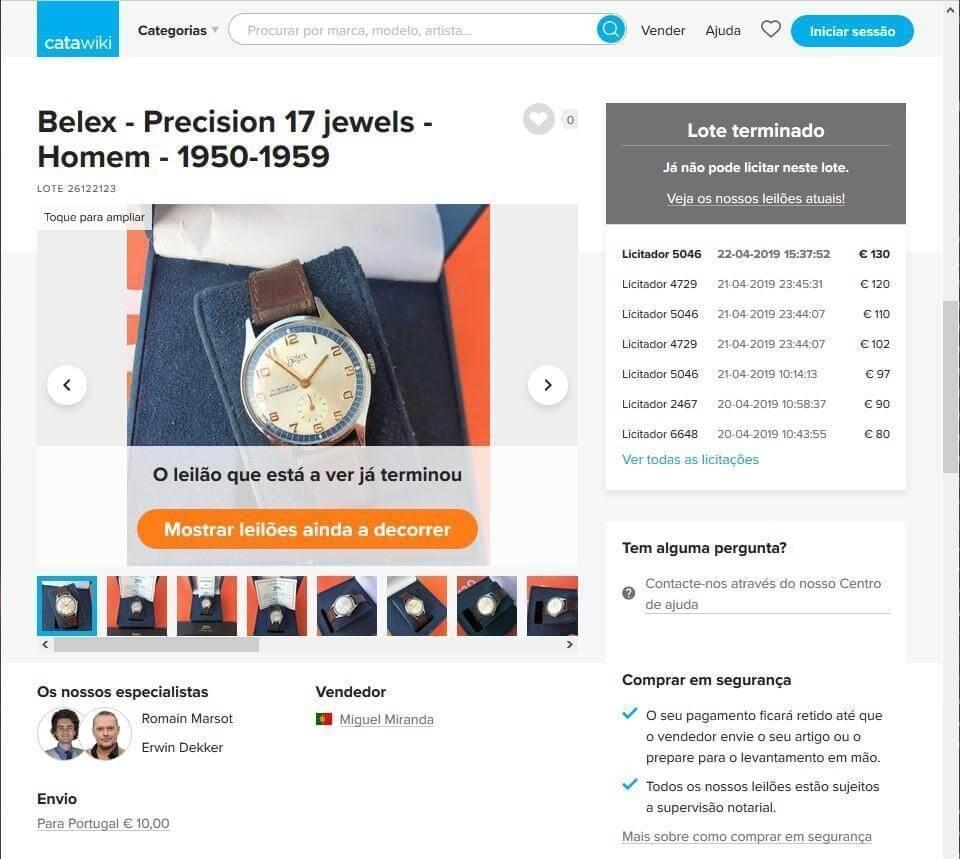 catawiki
Categorias
Procurar por marca, modelo, artista...
Vender
Ajuda
Iniciar sessão
Belex - Precision 17 jewels -
Homem - 1950-1959
0
LOTE 26122123
Toque para ampliar
Belex
O leilão que está a ver já terminou
Mostrar leilões ainda a decorrer
Os nossos especialistas
Romain Marsot
Erwin Dekker
Vendedor
Miguel Miranda
Envio
Para Portugal € 10,00
Lote terminado
Já não pode licitar neste lote.
Veja os nossos leilões atuais!
Licitador 5046 22-04-2019 15:37:52 € 130
Licitador 4729 21-04-2019 23:45:31 € 120
Licitador 5046 21-04-2019 23:44:07 € 110
Licitador 4729 21-04-2019 23:44:07 € 102
Licitador 5046 21-04-2019 10:14:13 € 97
Licitador 2467 20-04-2019 10:58:37 € 90
Licitador 6648 20-04-2019 10:43:55 € 80
Ver todas as licitações
Tem alguma pergunta?
Contacte-nos através do nosso Centro
de ajuda
Comprar em segurança
O seu pagamento ficará retido até que
o vendedor envie o seu artigo ou o
prepare para o levantamento em mão.
Todos os nossos leilões estão sujeitos
a supervisão notarial.
Mais sobre como comprar em segurança